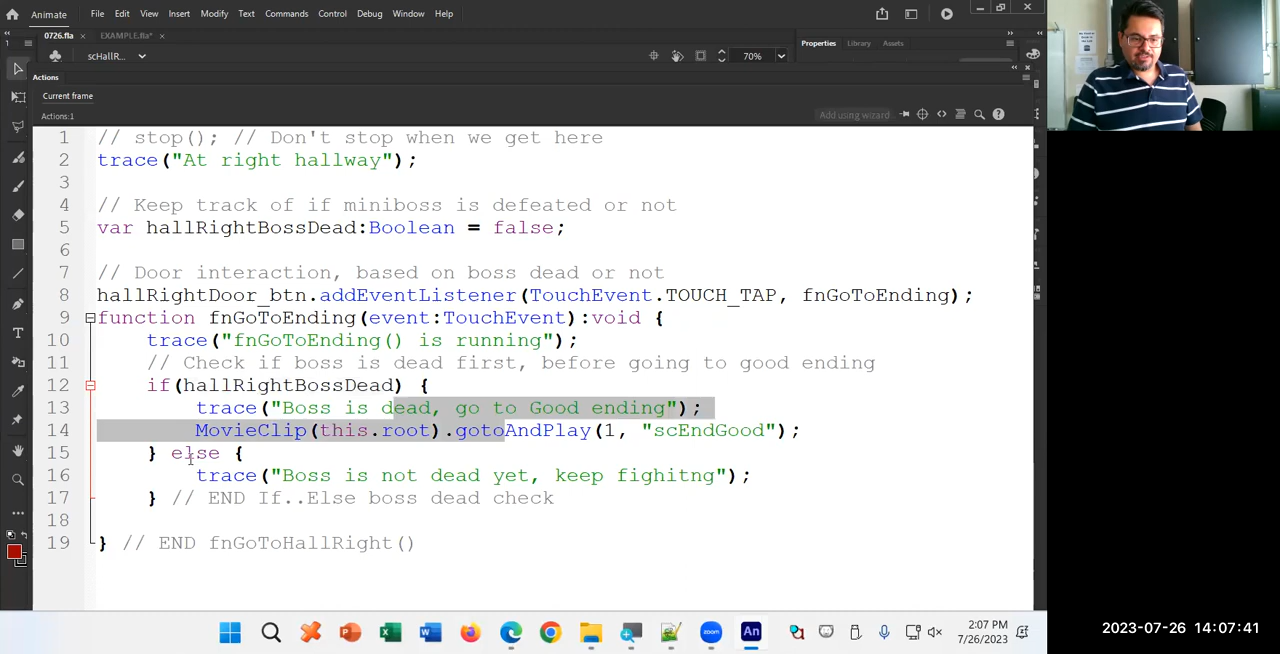 Animate File Edit View Insert Modify Text Commands Control Debug Window Help
0726.fla × EXAMPLE.fla* ×
Properties Library Assets
scHallR... 70%
Actions
Current frame
Actions:1 Add using wizard
1 // stop(); // Don't stop when we get here
2 trace("At right hallway");
3
4 // Keep track of if miniboss is defeated or not
5 var hallRightBossDead:Boolean = false;
6
7 // Door interaction, based on boss dead or not
8 hallRightDoor_btn.addEventListener(TouchEvent.TOUCH_TAP, fnGoToEnding);
9 function fnGoToEnding(event:TouchEvent):void {
10 trace("fnGoToEnding() is running");
11 // Check if boss is dead first, before going to good ending
12 if(hallRightBossDead) {
13 trace("Boss is dead, go to Good ending");
14 MovieClip(this.root).gotoAndPlay(1, "scEndGood");
15 } else {
16 trace("Boss is not dead yet, keep fighitng");
17 } // END If..Else boss dead check
18
19 } // END fnGoToHallRight()
2:07 PM
7/26/2023
2023-07-26 14:07:41